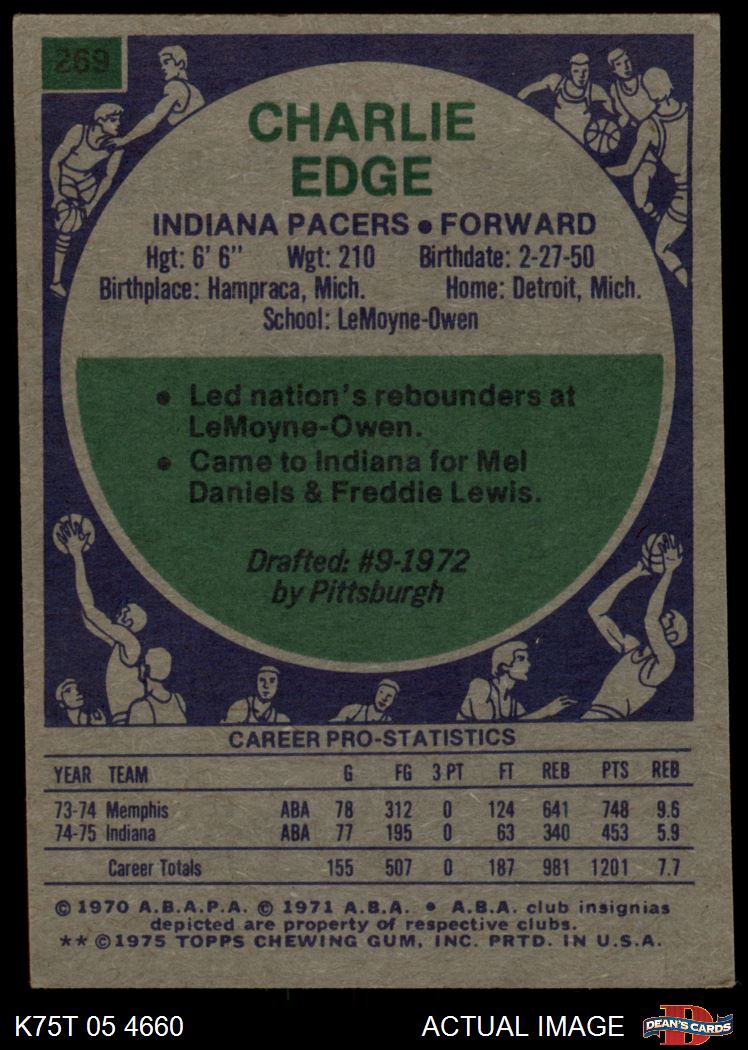 269
CHARLIE
EDGE
INDIANA PACERS • FORWARD
Hgt: 6' 6" Wgt: 210 Birthdate: 2-27-50
Birthplace: Hampraca, Mich. Home: Detroit, Mich.
School: LeMoyne-Owen
• Led nation's rebounders at
LeMoyne-Owen.
• Came to Indiana for Mel
Daniels & Freddie Lewis.
Drafted: #9-1972
by Pittsburgh
CAREER PRO-STATISTICS
YEAR TEAM G FG 3 PT FT REB PTS REB
73-74 Memphis ABA 78 312 0 124 641 748 9.6
74-75 Indiana ABA 77 195 0 63 340 453 5.9
Career Totals 155 507 0 187 981 1201 7.7
© 1970 A.B.A.P.A. © 1971 A.B.A. • A.B.A. club insignias
depicted are property of respective clubs.
** © 1975 TOPPS CHEWING GUM, INC. PRTD. IN U.S.A.
K75T 05 4660 ACTUAL IMAGE DEAN'S CARDS